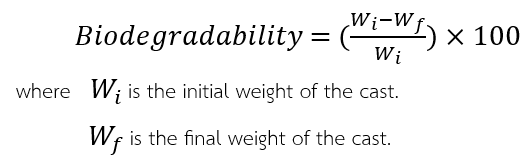 Biodegradability = (\frac{W_i - W_f}{W_i}) × 100
where W_i is the initial weight of the cast.
W_f is the final weight of the cast.